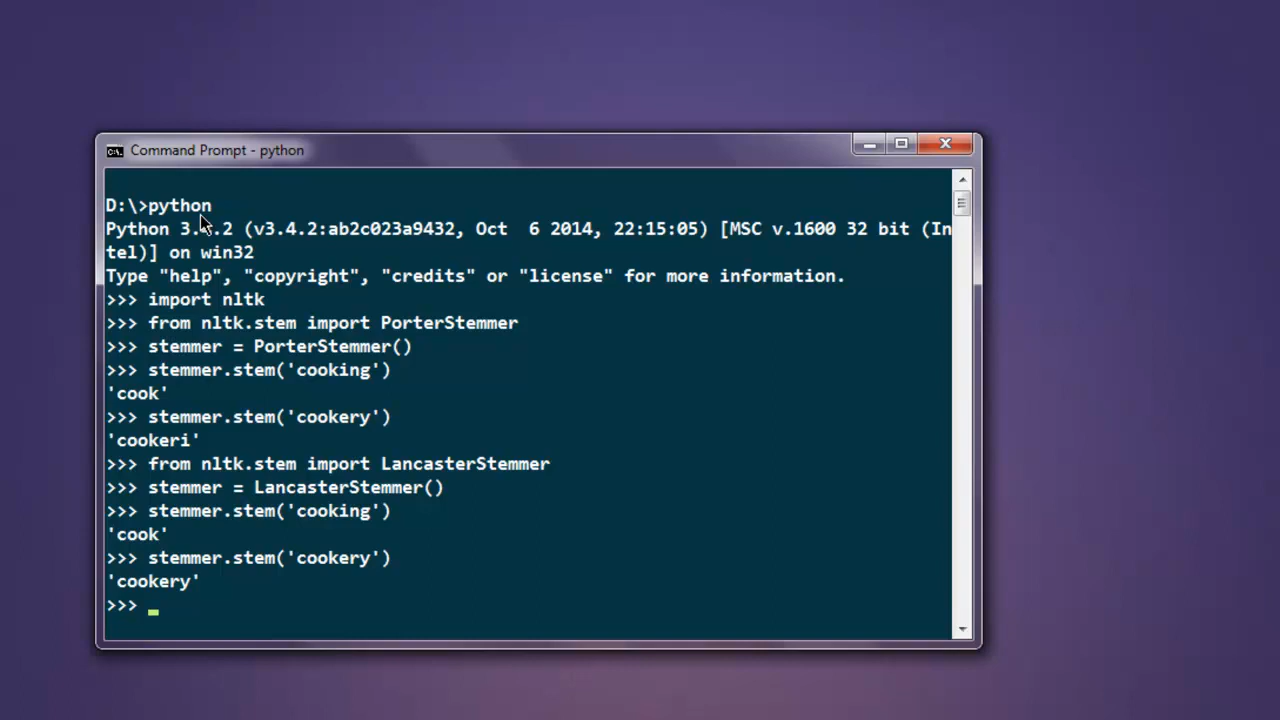 Command Prompt - python
D:\>python
Python 3.4.2 (v3.4.2:ab2c023a9432, Oct  6 2014, 22:15:05) [MSC v.1600 32 bit (In
tel)] on win32
Type "help", "copyright", "credits" or "license" for more information.
>>> import nltk
>>> from nltk.stem import PorterStemmer
>>> stemmer = PorterStemmer()
>>> stemmer.stem('cooking')
'cook'
>>> stemmer.stem('cookery')
'cookeri'
>>> from nltk.stem import LancasterStemmer
>>> stemmer = LancasterStemmer()
>>> stemmer.stem('cooking')
'cook'
>>> stemmer.stem('cookery')
'cookery'
>>>